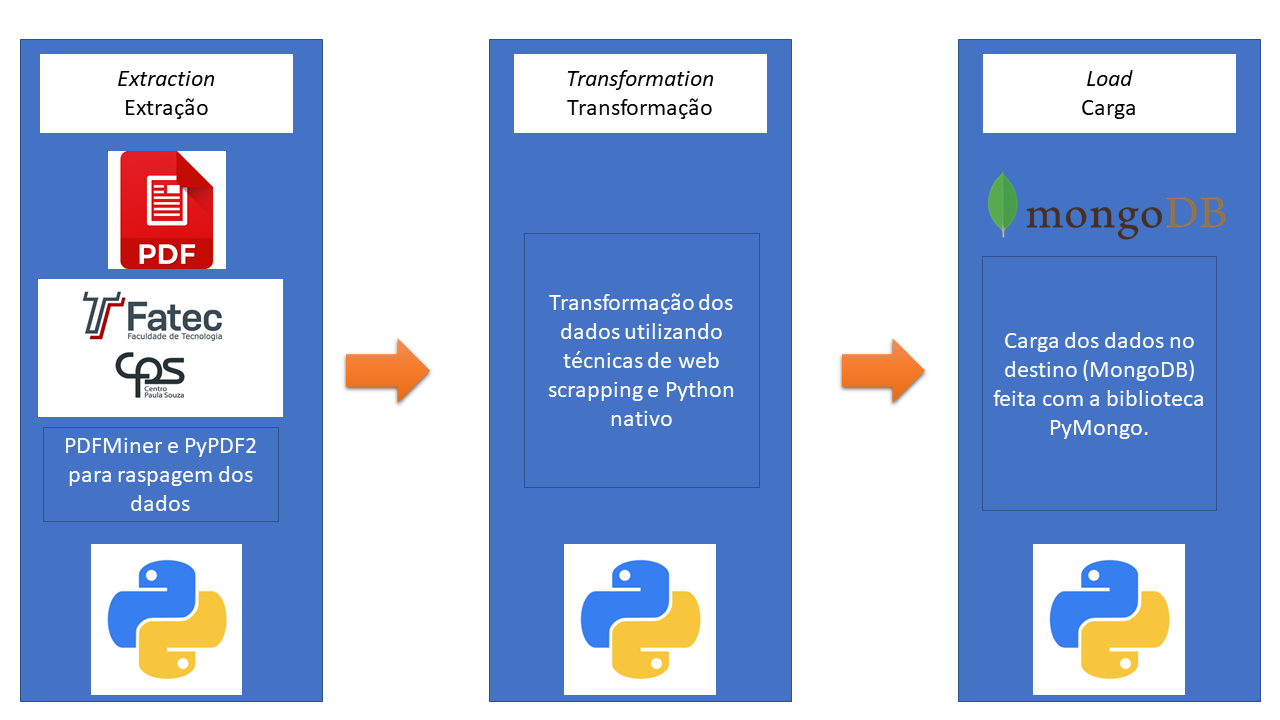 Extraction
Extração
PDF
Fatec
Faculdade de Tecnologia
cps
Centro
Paula Souza
PDFMiner e PyPDF2
para raspagem dos
dados
Transformation
Transformação
Transformação dos
dados utilizando
técnicas de web
scrapping e Python
nativo
Load
Carga
mongoDB
Carga dos dados no
destino (MongoDB)
feita com a biblioteca
PyMongo.